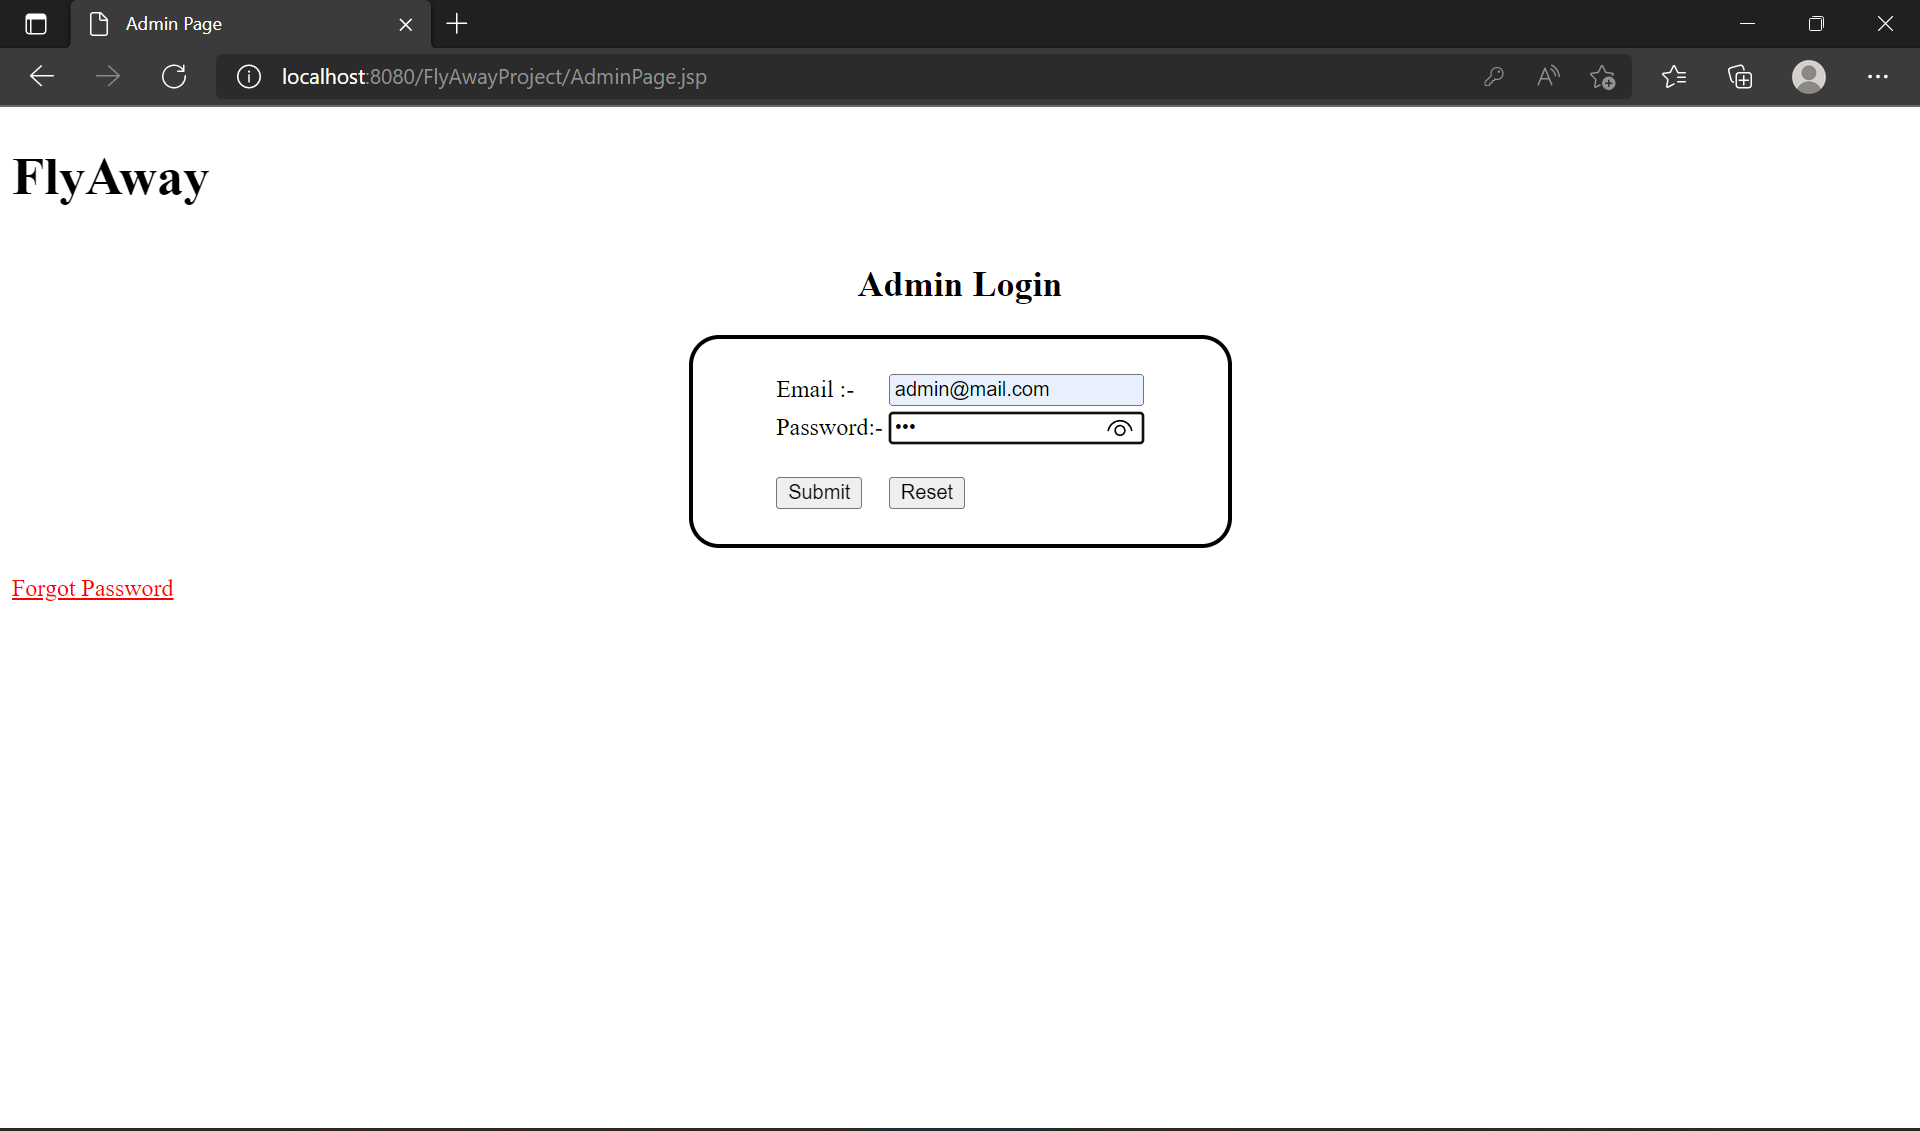 Admin Page
localhost:8080/FlyAwayProject/AdminPage.jsp
FlyAway
Admin Login
Email :- admin@mail.com
Password:- •••
Submit Reset
Forgot Password